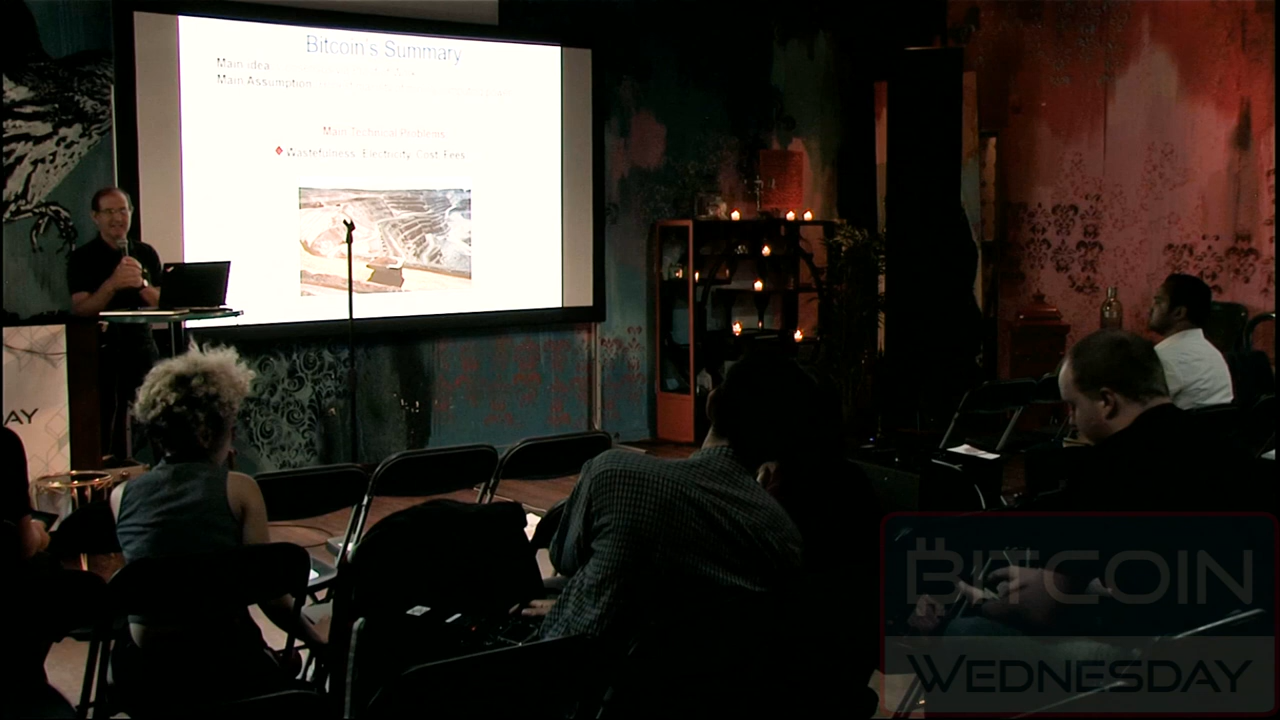 Bitcoin's Summary
Main idea
Main Assumption
Main Technical Problems
Wastefulness: Electricity, Cost, Fees
AY
BITCOIN
WEDNESDAY